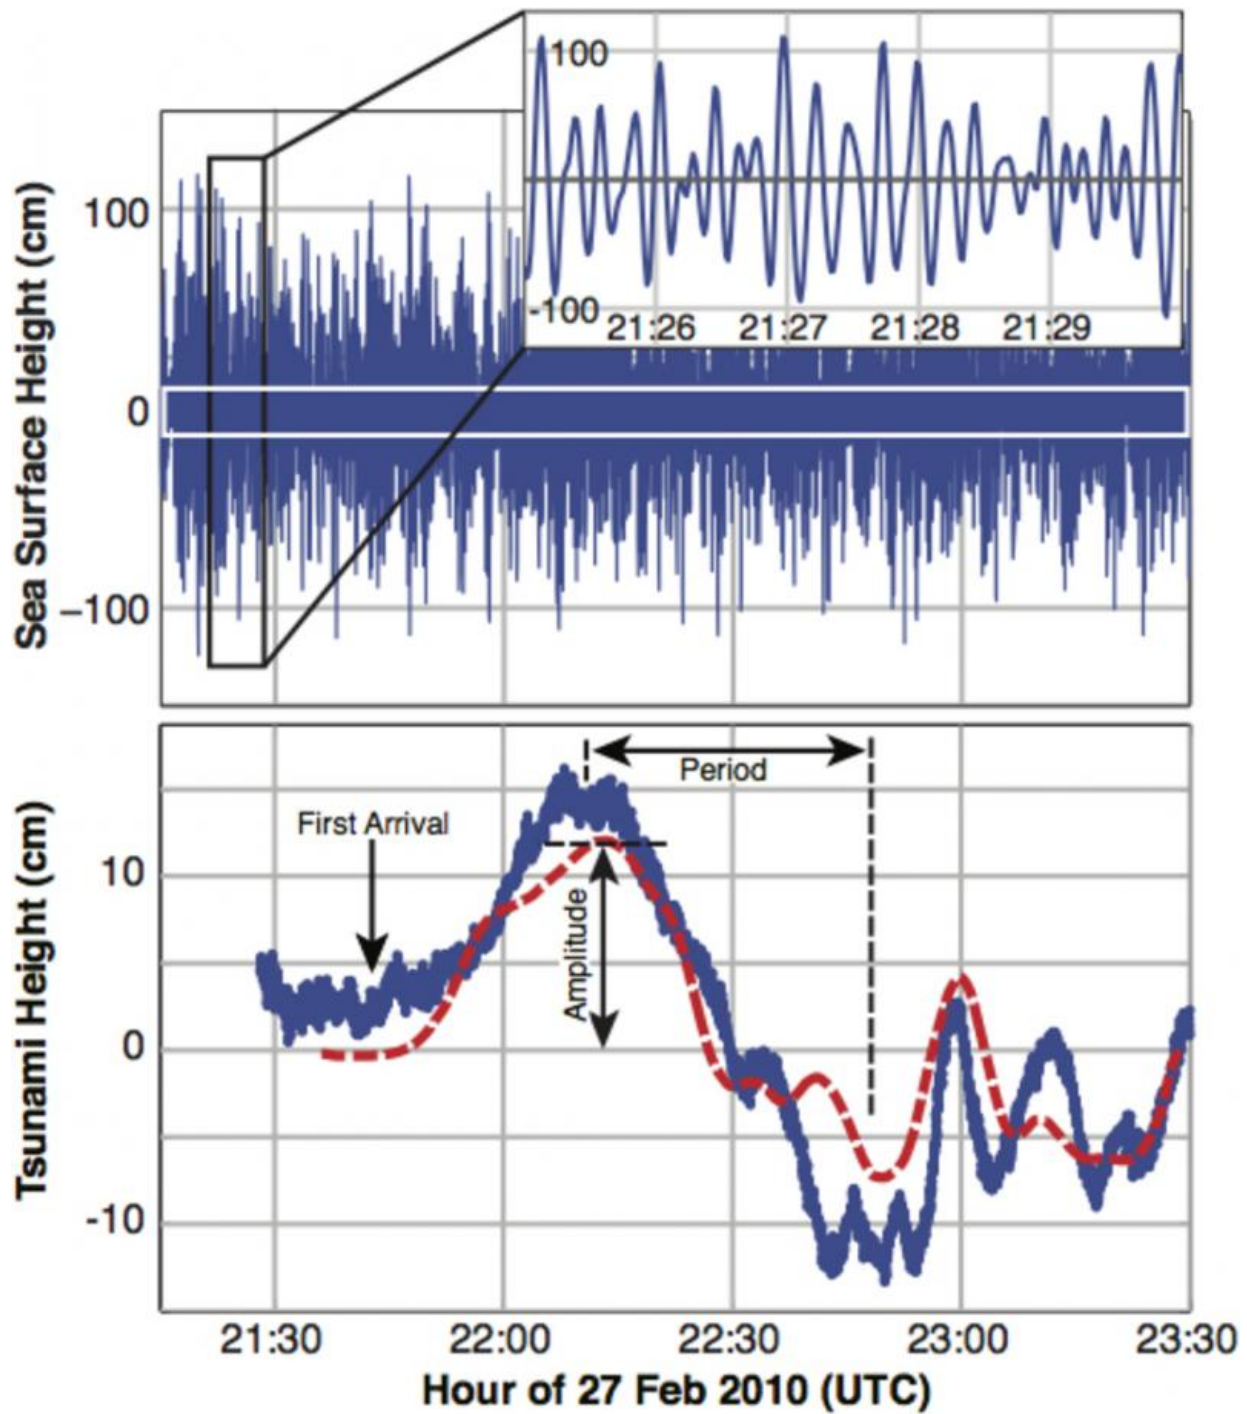 100
-100
21:26 21:27 21:28 21:29
Sea Surface Height (cm)
100
0
−100
Period
First Arrival
Amplitude
Tsunami Height (cm)
10
0
-10
21:30 22:00 22:30 23:00 23:30
Hour of 27 Feb 2010 (UTC)